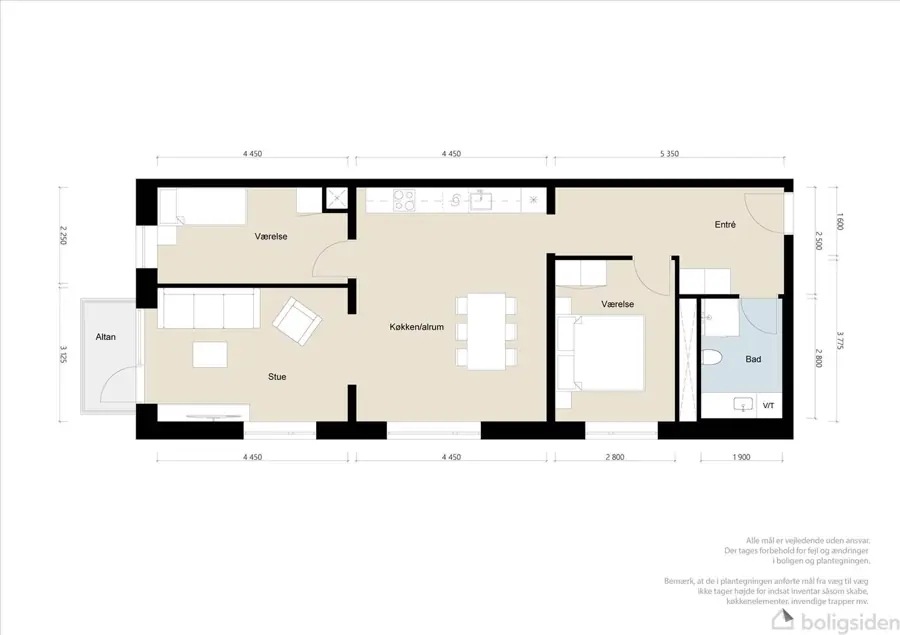 4 450
4 450
5 350
Værelse
2 250
Entré
2 500
1 600
Værelse
Køkken/alrum
Altan
3 125
Stue
Bad
2 800
3 775
V/T
4 450
4 450
2 800
1 900
Alle mål er vejledende uden ansvar.
Der tages forbehold for fejl og ændringer
i boligen og plantegningen.
Bemærk, at de i plantegningen anførte mål fra væg til væg
ikke tager højde for indsat inventar såsom skabe,
køkkenelementer, invendige trapper mv.
boligsiden